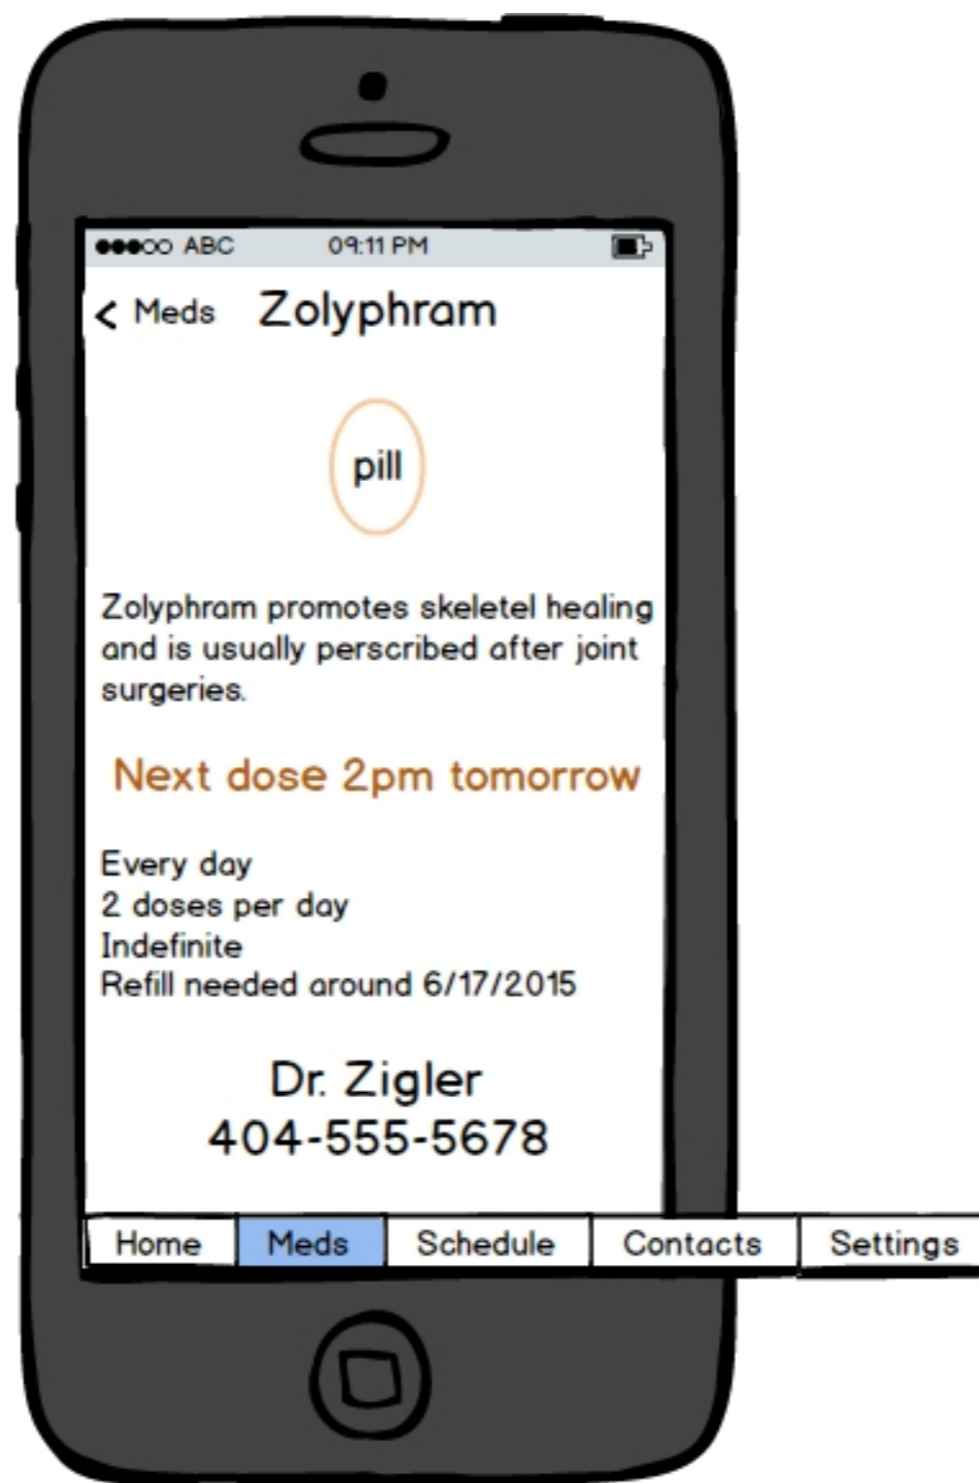 ABC 09:11 PM
< Meds Zolyphram
pill
Zolyphram promotes skeletel healing
and is usually perscribed after joint
surgeries.
Next dose 2pm tomorrow
Every day
2 doses per day
Indefinite
Refill needed around 6/17/2015
Dr. Zigler
404-555-5678
Home Meds Schedule Contacts Settings